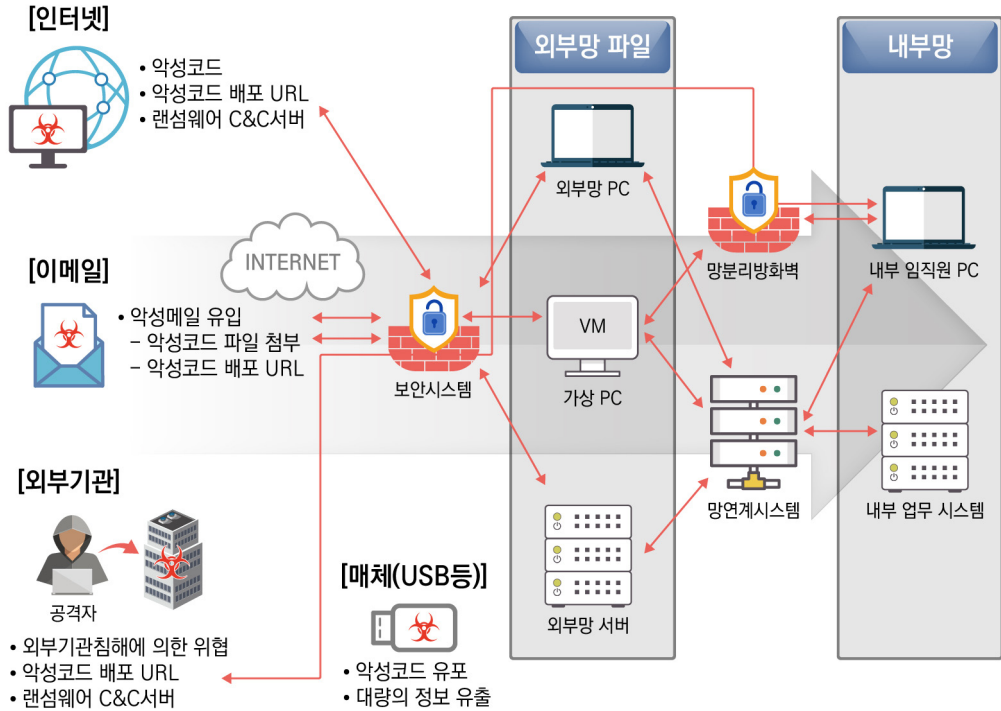 [인터넷]
• 악성코드
• 악성코드 배포 URL
• 랜섬웨어 C&C서버
외부망 파일
내부망
외부망 PC
망분리방화벽
내부 임직원 PC
INTERNET
[이메일]
• 악성메일 유입
– 악성코드 파일 첨부
– 악성코드 배포 URL
보안시스템
VM
가상 PC
망연계시스템
내부 업무 시스템
[외부기관]
공격자
• 외부기관침해에 의한 위협
• 악성코드 배포 URL
• 랜섬웨어 C&C서버
[매체(USB등)]
• 악성코드 유포
• 대량의 정보 유출
외부망 서버